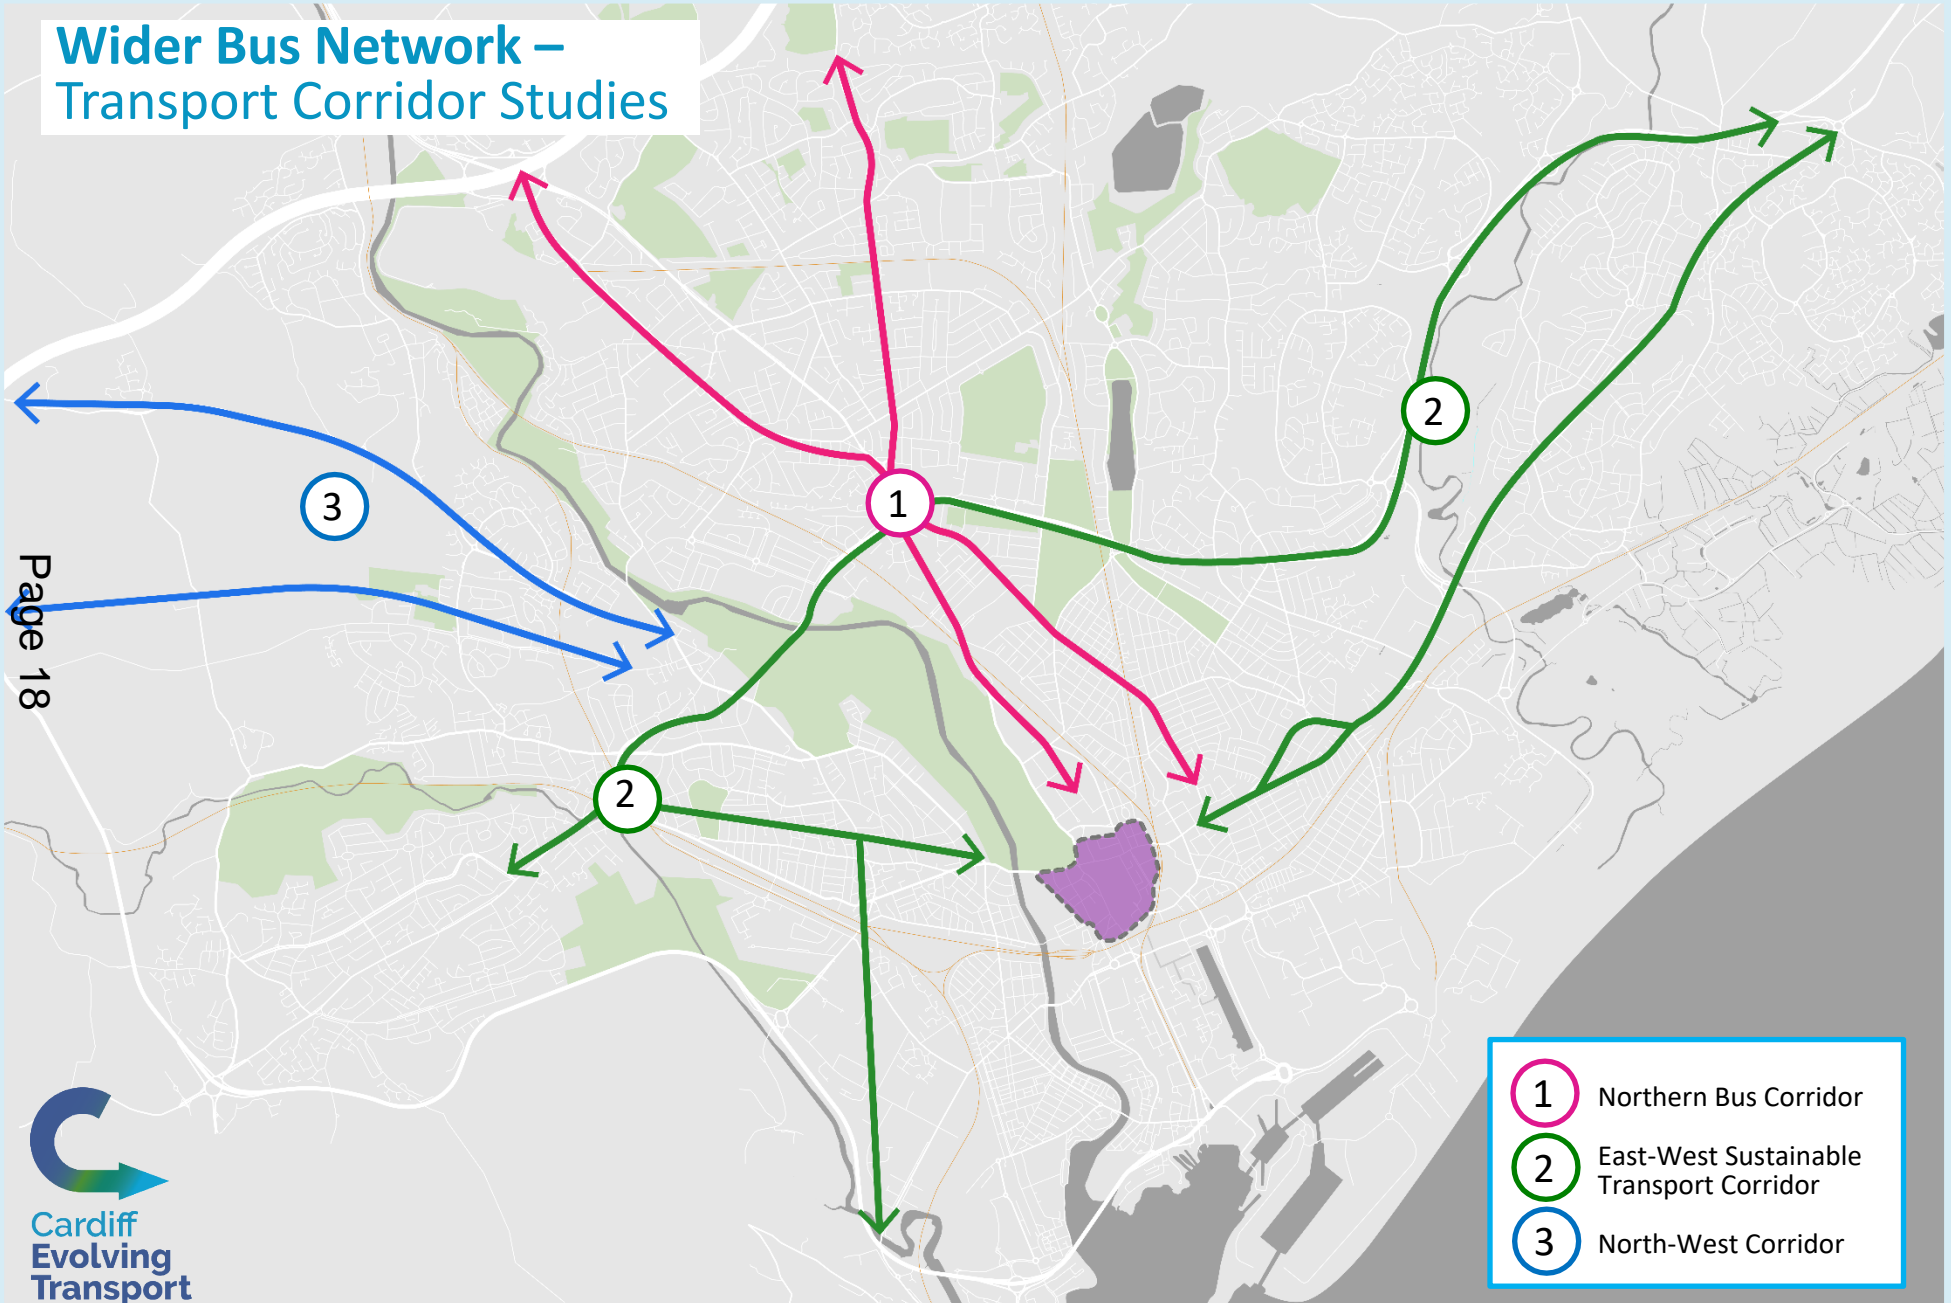 Wider Bus Network –
Transport Corridor Studies
2
1
3
Page 18
2
1 Northern Bus Corridor
2 East-West Sustainable
Transport Corridor
3 North-West Corridor
Cardiff
Evolving
Transport